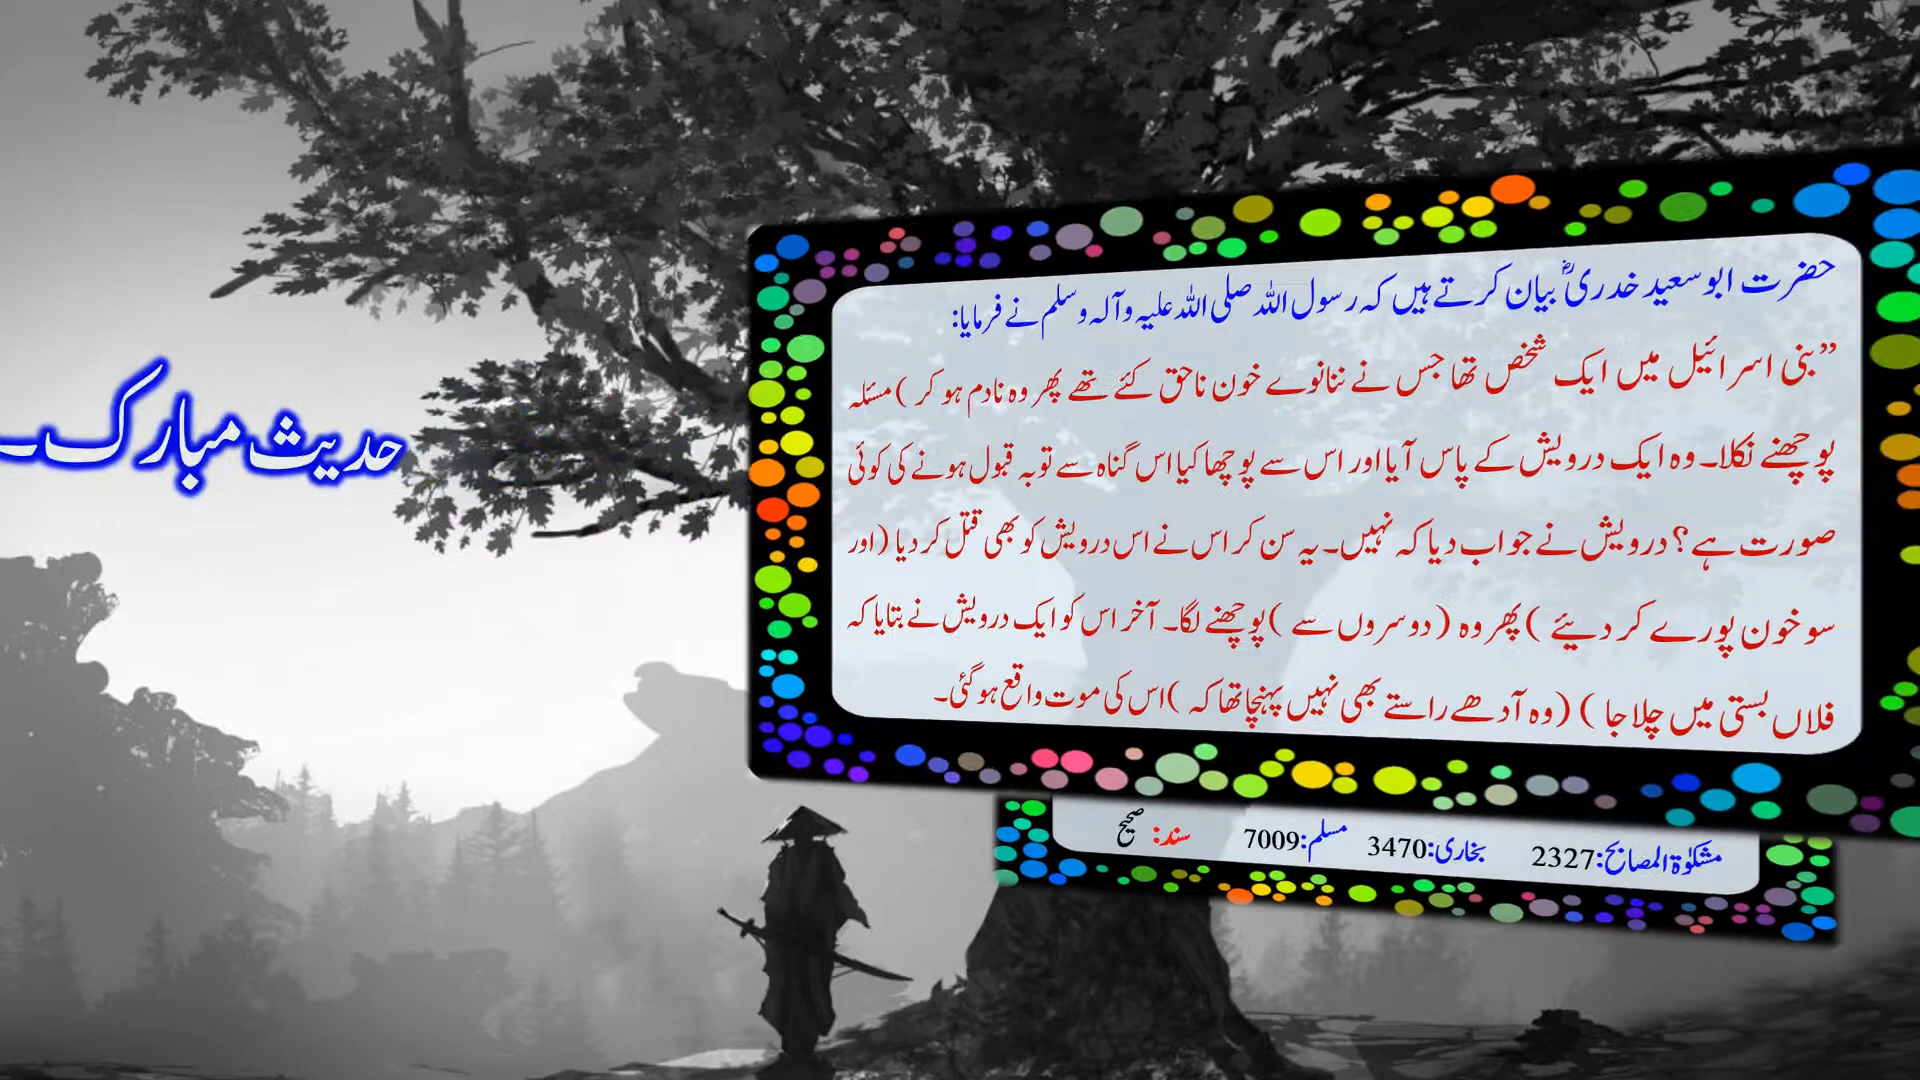 حدیث مبارک۔
حضرت ابو سعید خدریؓ بیان کرتے ہیں کہ رسول اللہ صلی اللہ علیہ وآلہ وسلم نے فرمایا:
”بنی اسرائیل میں ایک شخص تھا جس نے ننانوے خون ناحق کئے تھے پھر وہ نادم ہو کر ) مسئلہ
پوچھنے نکلا۔ وہ ایک درویش کے پاس آیا اور اس سے پوچھا کیا اس گناہ سے توبہ قبول ہونے کی کوئی
صورت ہے؟ درویش نے جواب دیا کہ نہیں۔ یہ سن کر اس نے اس درویش کو بھی قتل کر دیا (اور
سو خون پورے کر دیئے ) پھر وہ (دوسروں سے ) پوچھنے لگا۔ آخر اس کو ایک درویش نے بتایا کہ
فلاں بستی میں چلا جا ) (وہ آدھے راستے بھی نہیں پہنچا تھا کہ ) اس کی موت واقع ہو گئی۔
مشکوٰۃ المصابیح: 2327 بخاری: 3470 مسلم: 7009 سند: صحیح